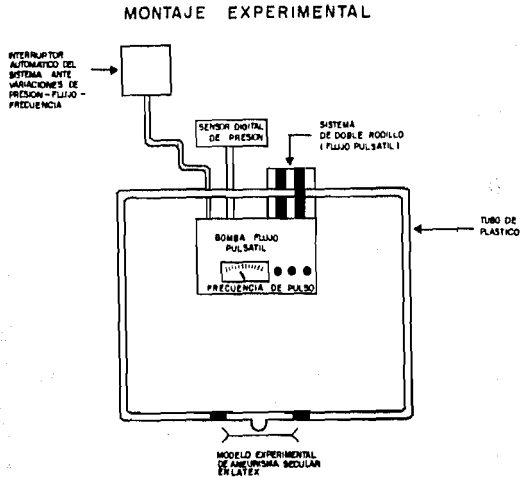 MONTAJE EXPERIMENTAL
INTERRUPTOR
AUTOMATICO DEL
SISTEMA ANTE
VARIACIONES DE
PRESION-FLUJO-
FRECUENCIA
SENSOR DIGITAL
DE PRESION
SISTEMA
DE DOBLE RODILLO
(FLUJO PULSATIL)
TUBO DE
PLASTICO
BOMBA FLUJO
PULSATIL
FRECUENCIA DE PULSO
MODELO EXPERIMENTAL
DE ANEURISMA SECULAR
EN LATEX